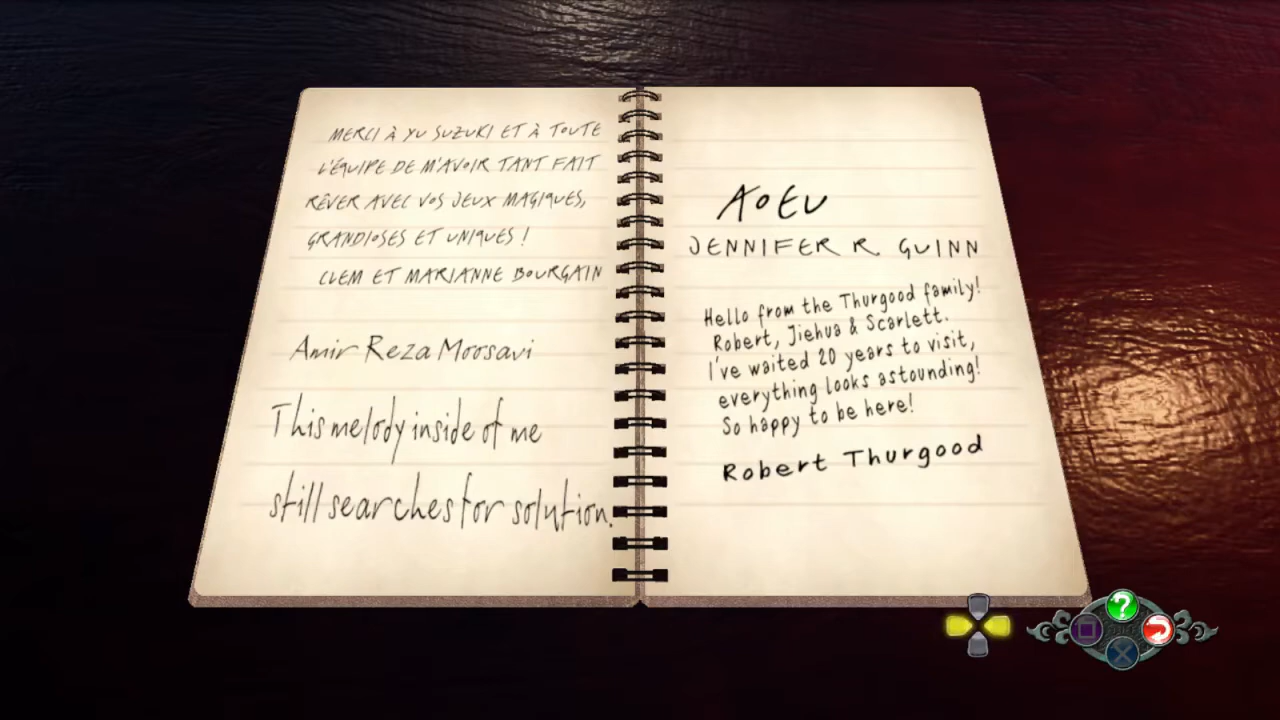 MERCI À YU SUZUKI ET À TOUTE
L'ÉQUIPE DE M'AVOIR TANT FAIT
RÊVER AVEC VOS JEUX MAGIQUES,
GRANDIOSES ET UNIQUES !
CLEM ET MARIANNE BOURGAIN
Amir Reza Moosavi
This melody inside of me
still searches for solution.
AoEu
JENNIFER R. GUINN
Hello from the Thurgood family!
Robert, Jiehua & Scarlett.
I've waited 20 years to visit,
everything looks astounding!
So happy to be here!
Robert Thurgood
?